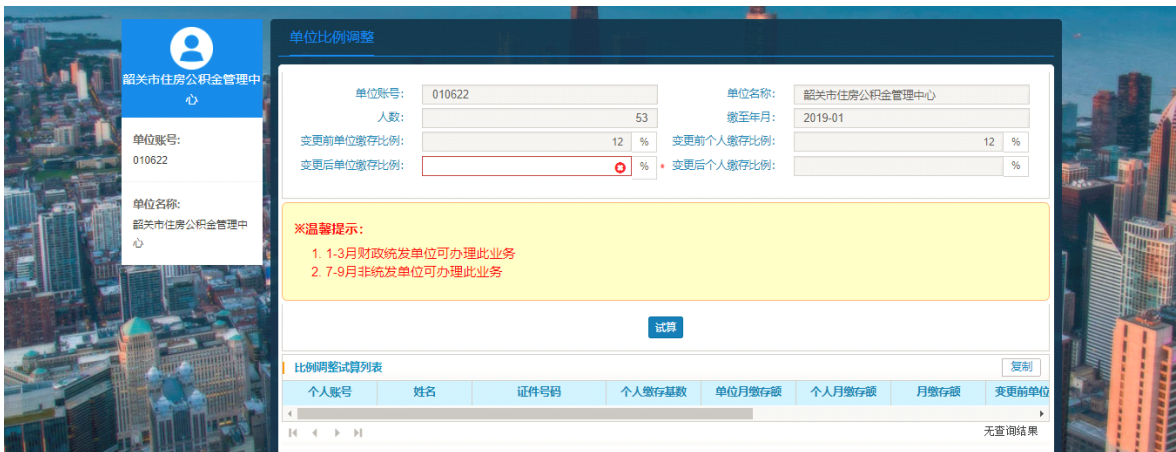 韶关市住房公积金管理中
心
单位账号:
010622
单位名称:
韶关市住房公积金管理中
心
单位比例调整
单位账号: 010622 单位名称: 韶关市住房公积金管理中心
人数: 53 缴至年月: 2019-01
变更前单位缴存比例: 12 % 变更前个人缴存比例: 12 %
变更后单位缴存比例: % * 变更后个人缴存比例: %
※温馨提示:
1. 1-3月财政统发单位可办理此业务
2. 7-9月非统发单位可办理此业务
试算
比例调整试算列表 复制
个人账号 姓名 证件号码 个人缴存基数 单位月缴存额 个人月缴存额 月缴存额 变更前单位
无查询结果